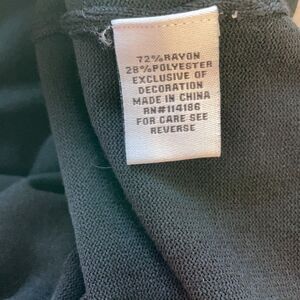 72%RAYON
28%POLYESTER
EXCLUSIVE OF
DECORATION
MADE IN CHINA
RN#114186
FOR CARE SEE
REVERSE